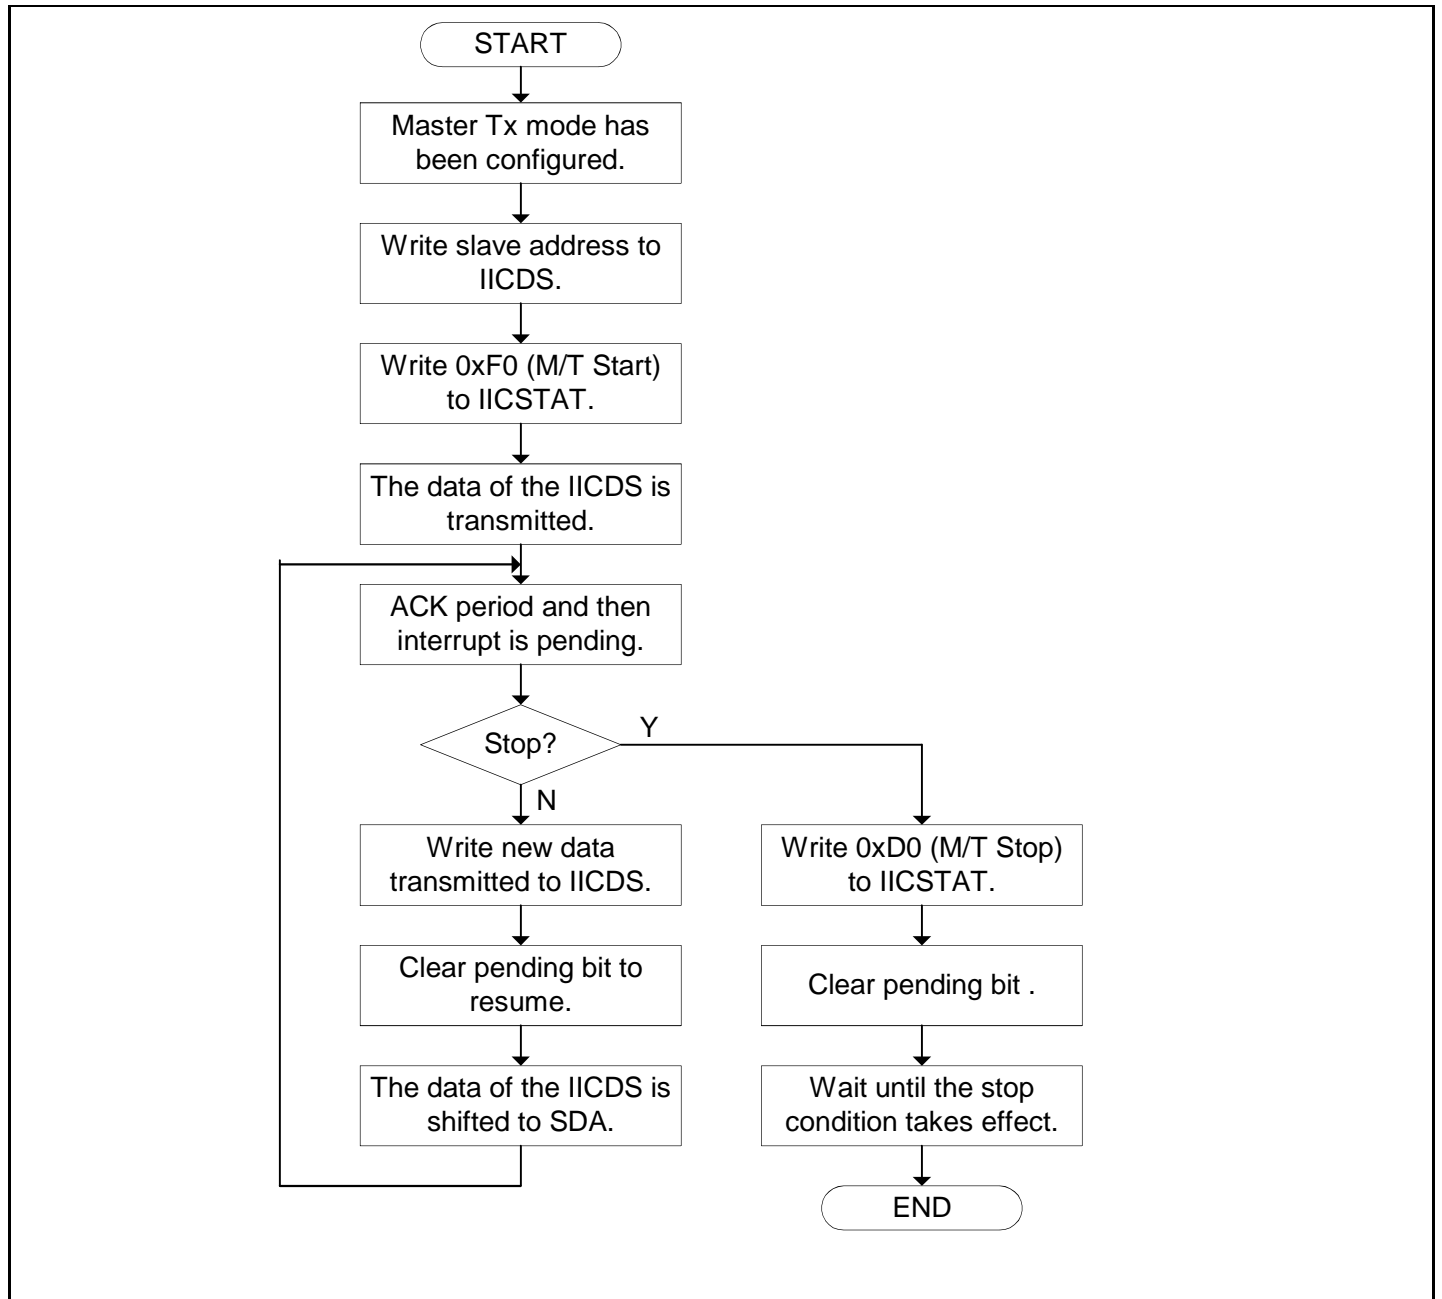 START
Master Tx mode has
been configured.
Write slave address to
IICDS.
Write 0xF0 (M/T Start)
to IICSTAT.
The data of the IICDS is
transmitted.
ACK period and then
interrupt is pending.
Stop?
Y
N
Write new data
transmitted to IICDS.
Clear pending bit to
resume.
The data of the IICDS is
shifted to SDA.
Write 0xD0 (M/T Stop)
to IICSTAT.
Clear pending bit .
Wait until the stop
condition takes effect.
END